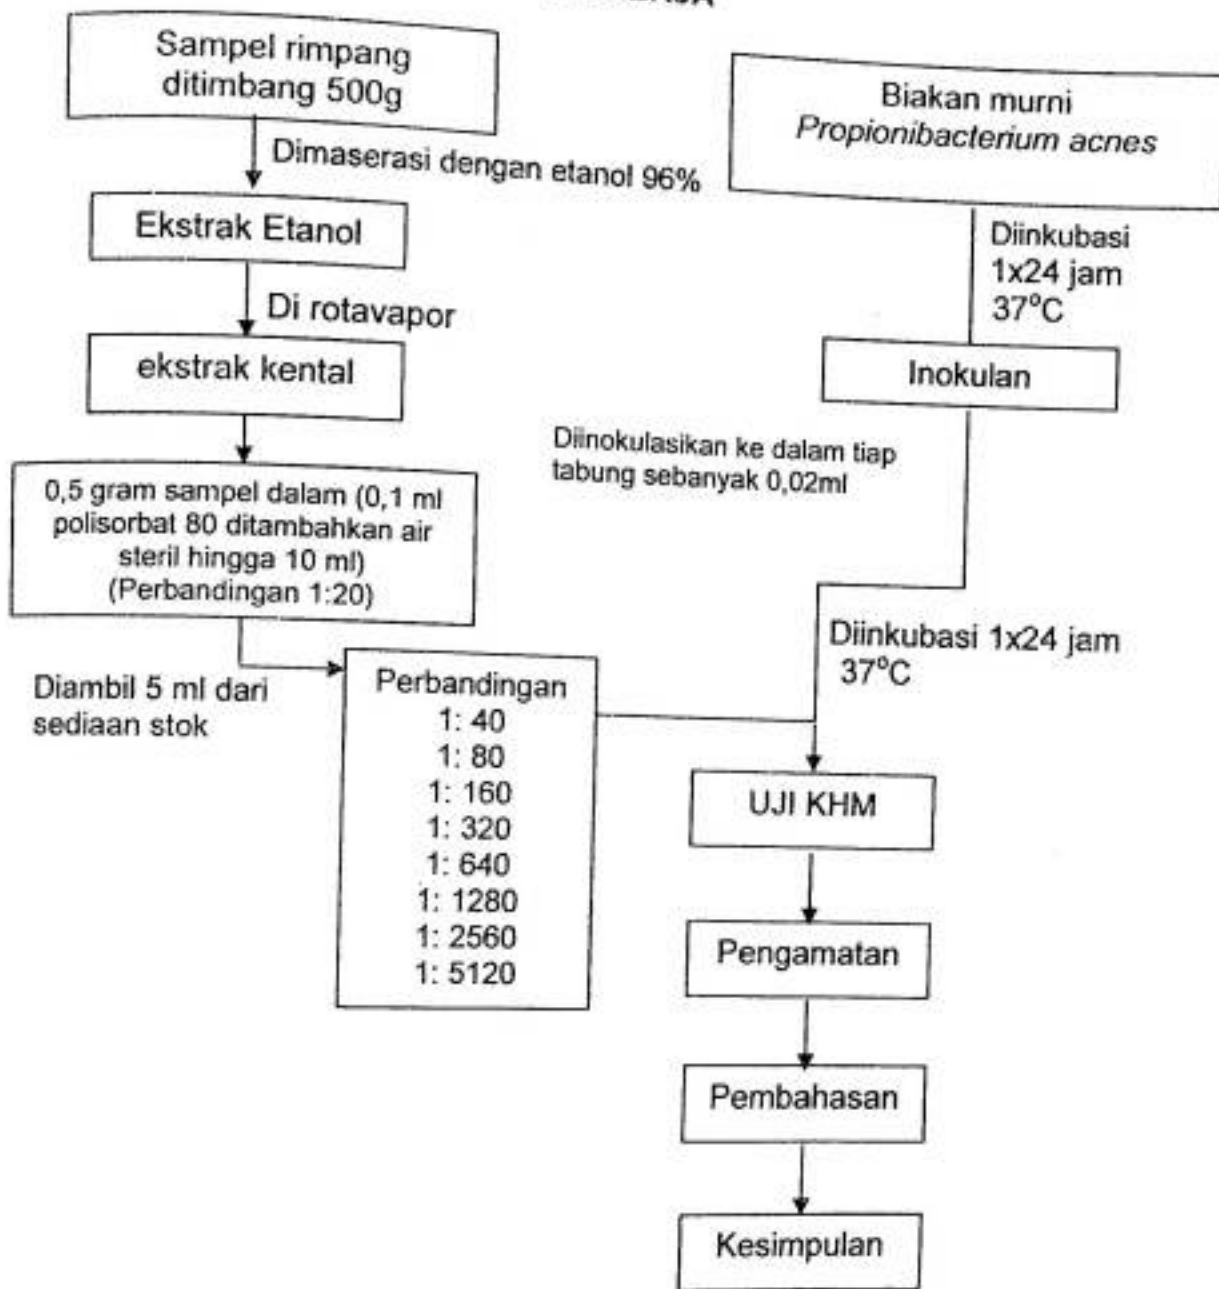 Sampel rimpang
ditimbang 500g
Dimaserasi dengan etanol 96%
Ekstrak Etanol
Di rotavapor
ekstrak kental
0,5 gram sampel dalam (0,1 ml
polisorbat 80 ditambahkan air
steril hingga 10 ml)
(Perbandingan 1:20)
Diambil 5 ml dari
sediaan stok
Perbandingan
1: 40
1: 80
1: 160
1: 320
1: 640
1: 1280
1: 2560
1: 5120
Biakan murni
Propionibacterium acnes
Diinkubasi
1x24 jam
37°C
Inokulan
Diinokulasikan ke dalam tiap
tabung sebanyak 0,02ml
Diinkubasi 1x24 jam
37°C
UJI KHM
Pengamatan
Pembahasan
Kesimpulan